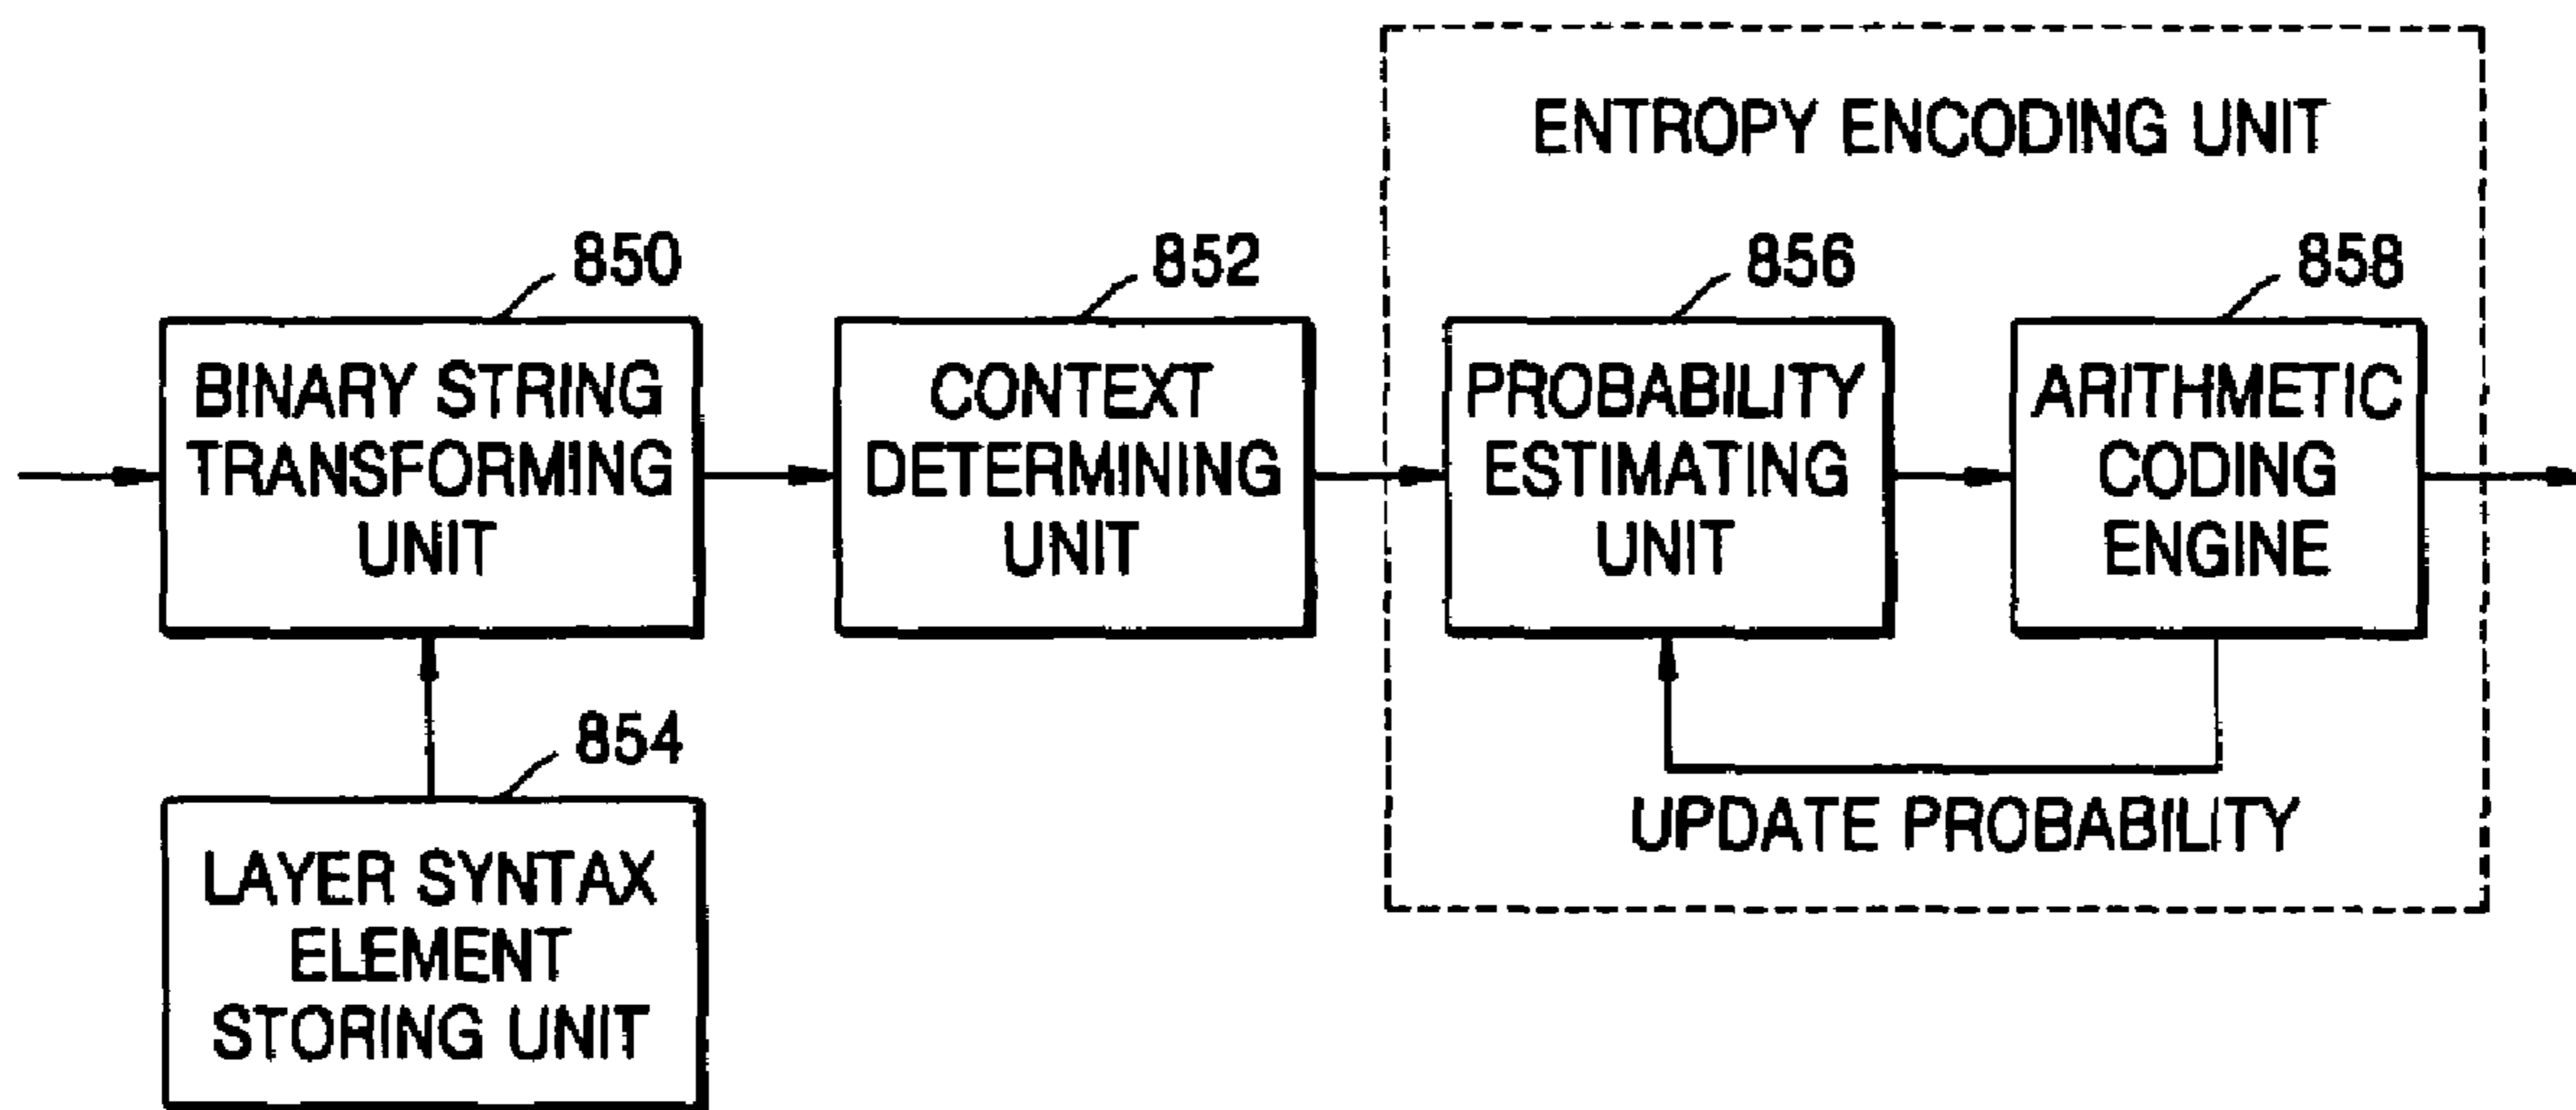 ENTROPY ENCODING UNIT
850
852
856
858
BINARY STRING
TRANSFORMING
UNIT
CONTEXT
DETERMINING
UNIT
PROBABILITY
ESTIMATING
UNIT
ARITHMETIC
CODING
ENGINE
854
LAYER SYNTAX
ELEMENT
STORING UNIT
UPDATE PROBABILITY